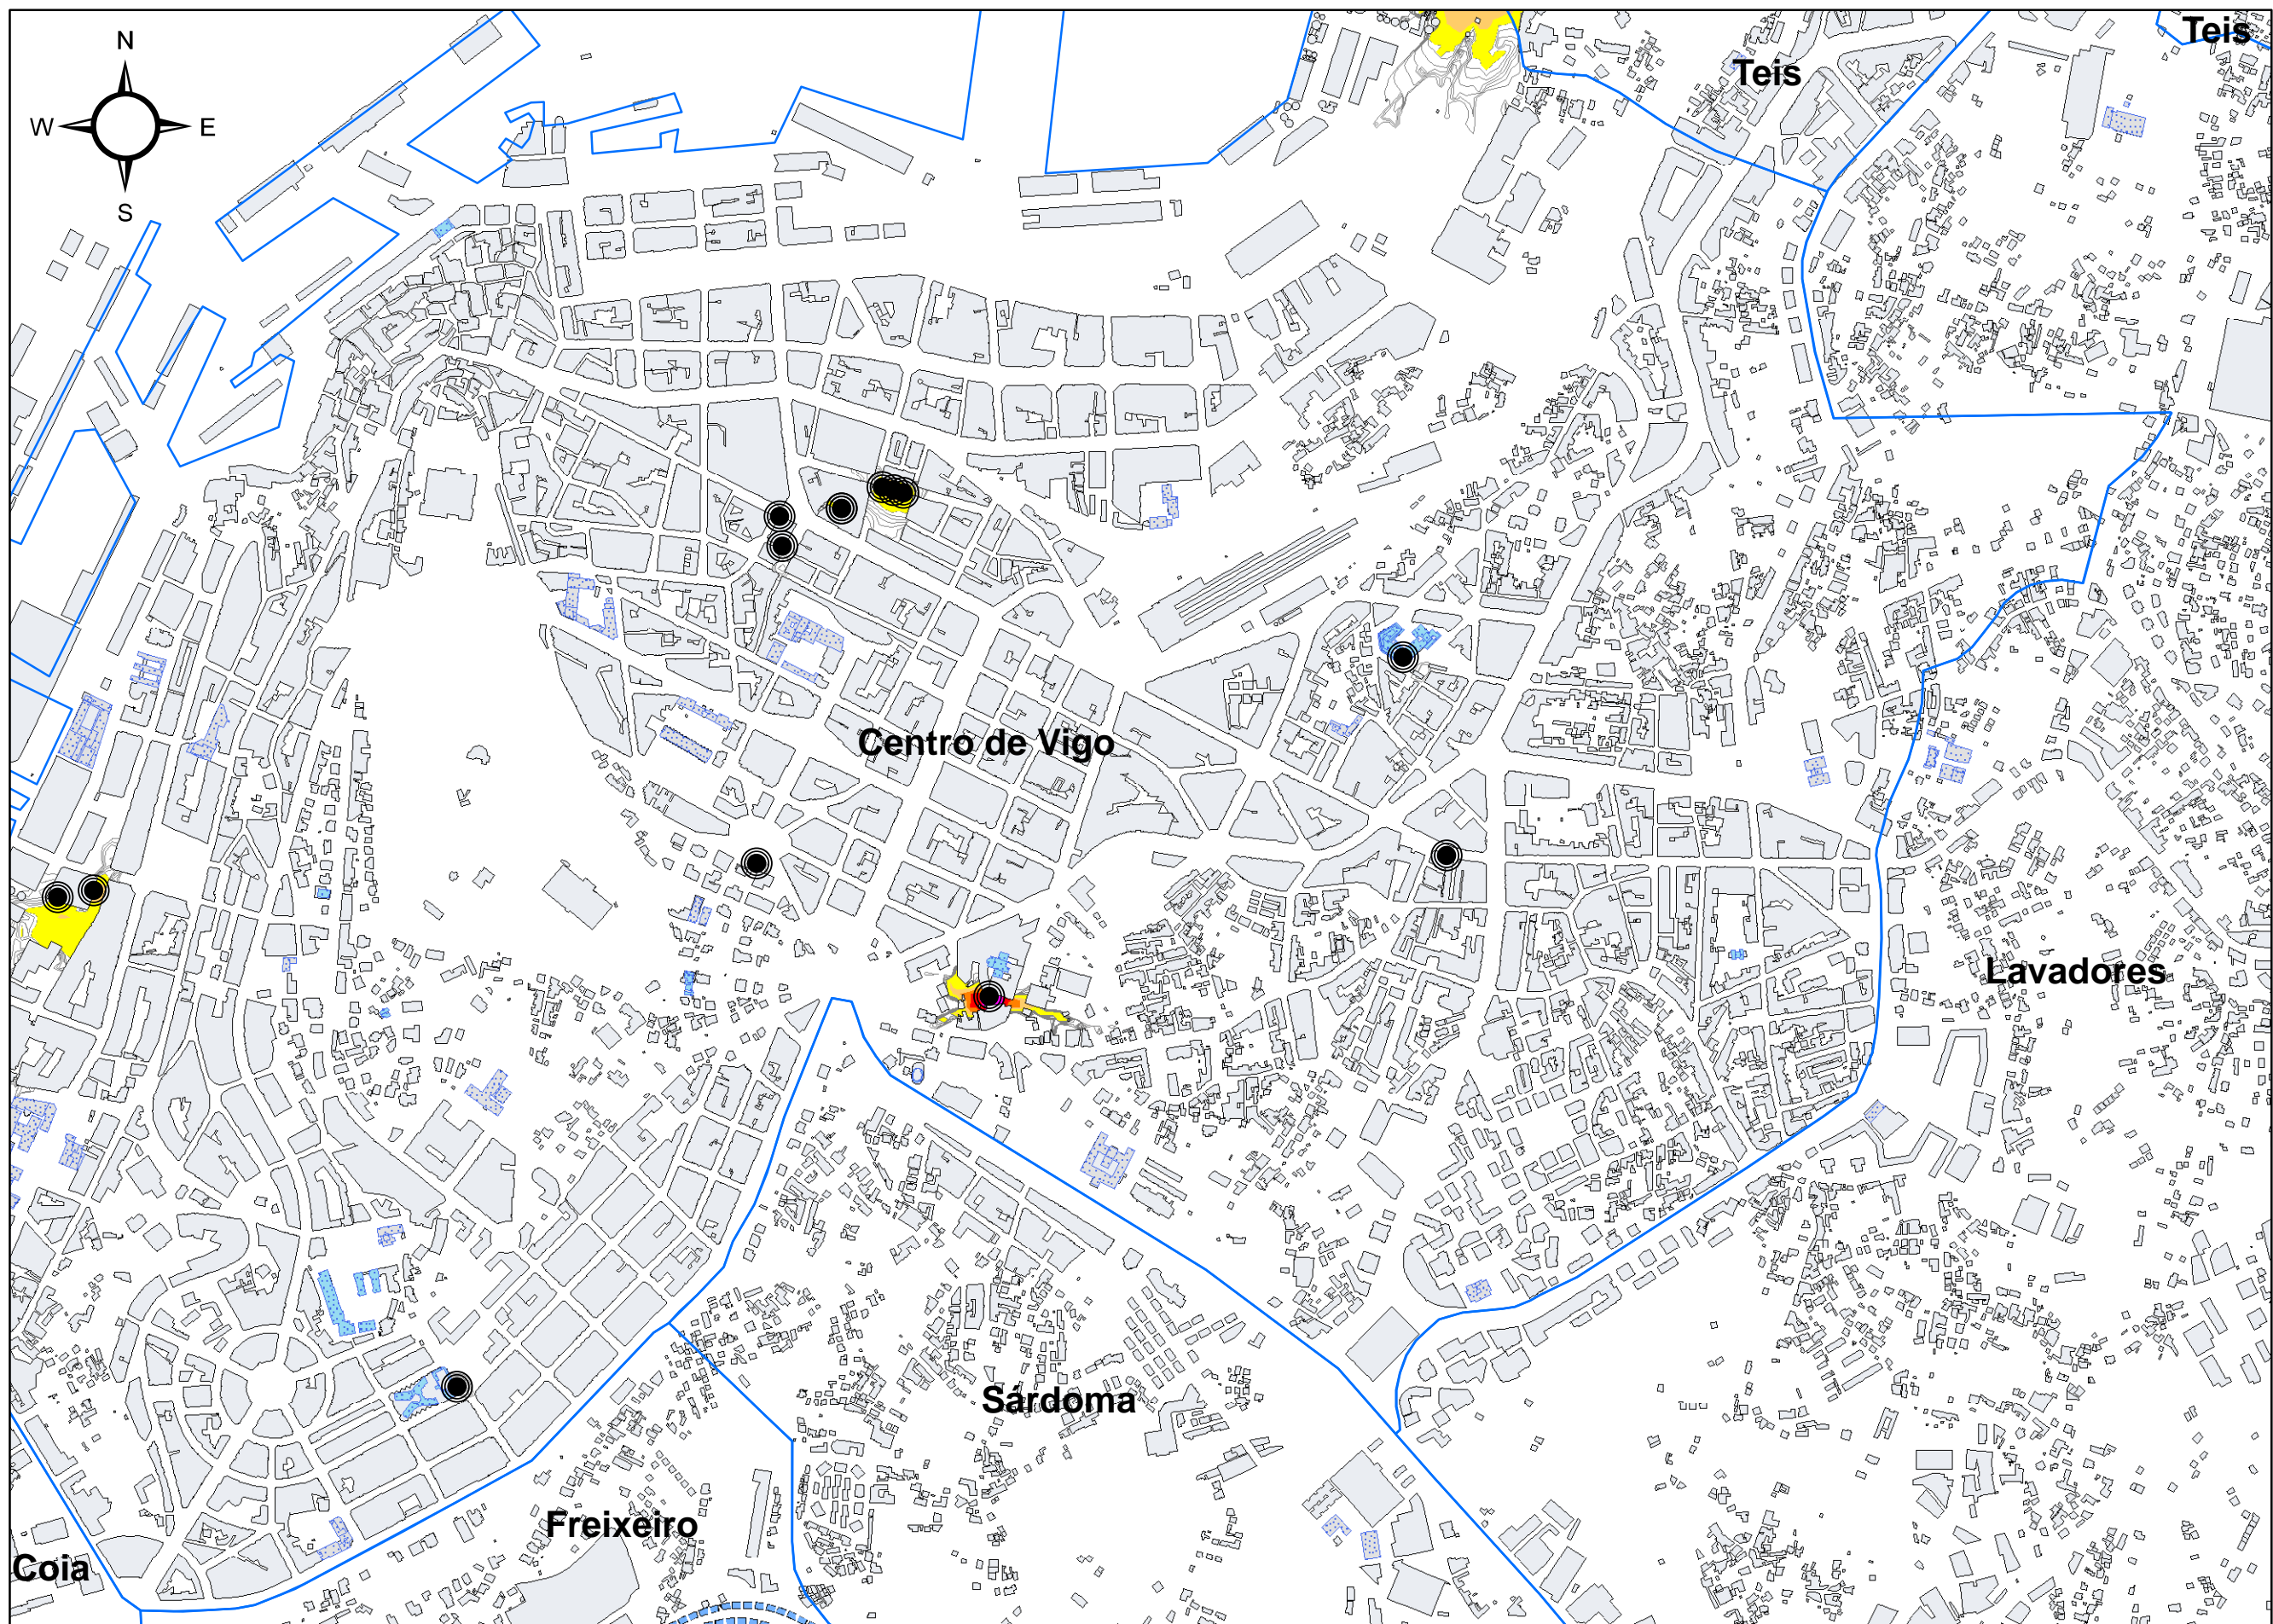 Teis
N
Teis
W
E
S
Centro de Vigo
Lavadores
Sárdoma
Freixeiro
Coia